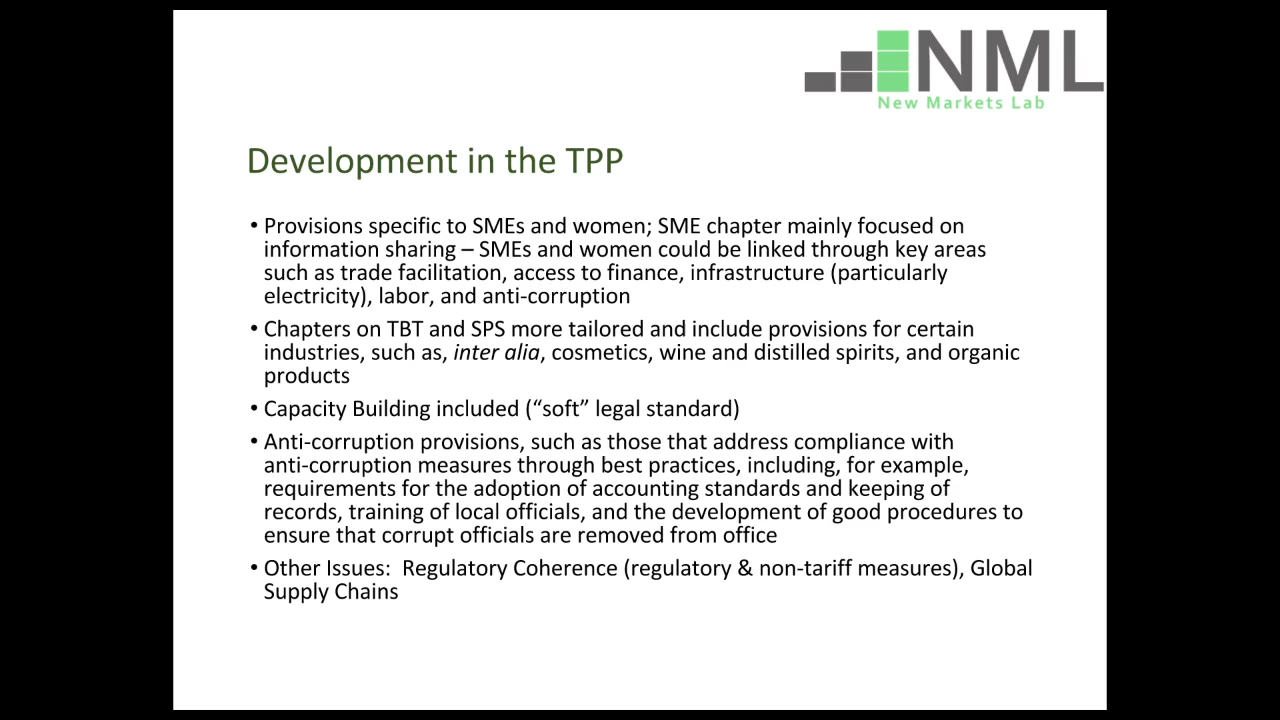 NML
New Markets Lab
Development in the TPP
• Provisions specific to SMEs and women; SME chapter mainly focused on
information sharing – SMEs and women could be linked through key areas
such as trade facilitation, access to finance, infrastructure (particularly
electricity), labor, and anti-corruption
• Chapters on TBT and SPS more tailored and include provisions for certain
industries, such as, inter alia, cosmetics, wine and distilled spirits, and organic
products
• Capacity Building included (“soft” legal standard)
• Anti-corruption provisions, such as those that address compliance with
anti-corruption measures through best practices, including, for example,
requirements for the adoption of accounting standards and keeping of
records, training of local officials, and the development of good procedures to
ensure that corrupt officials are removed from office
• Other Issues:  Regulatory Coherence (regulatory & non-tariff measures), Global
Supply Chains